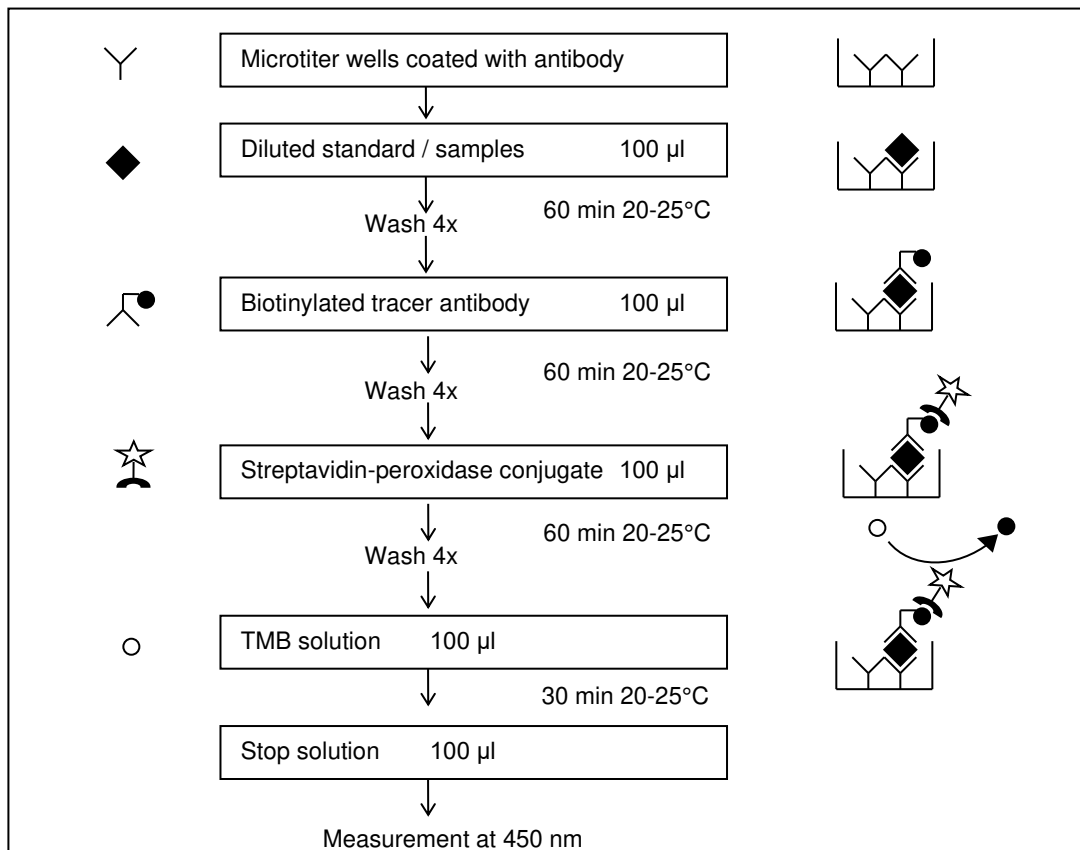 Microtiter wells coated with antibody
Diluted standard / samples 100 µl
60 min 20-25°C
Wash 4x
Biotinylated tracer antibody 100 µl
60 min 20-25°C
Wash 4x
Streptavidin-peroxidase conjugate 100 µl
60 min 20-25°C
Wash 4x
TMB solution 100 µl
30 min 20-25°C
Stop solution 100 µl
Measurement at 450 nm